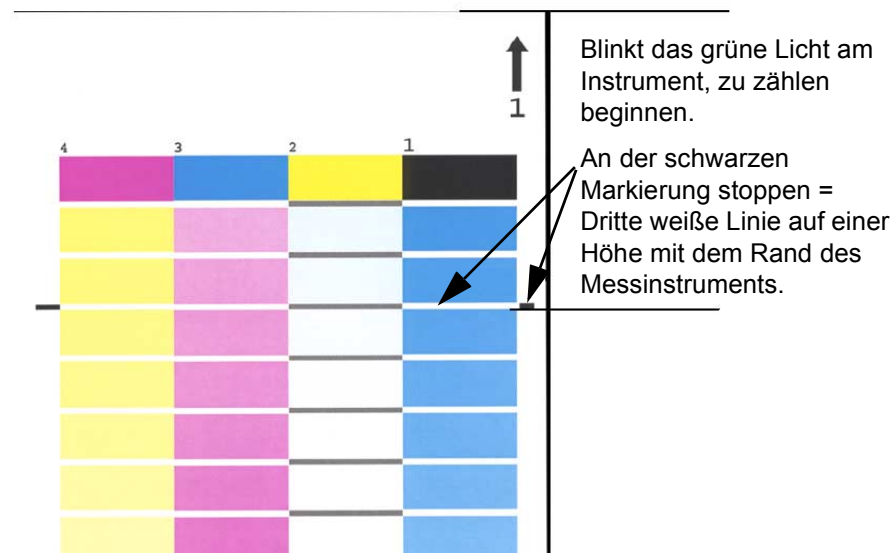 Blinkt das grüne Licht am
Instrument, zu zählen
beginnen.
1
4 3 2 1
An der schwarzen
Markierung stoppen =
Dritte weiße Linie auf einer
Höhe mit dem Rand des
Messinstruments.